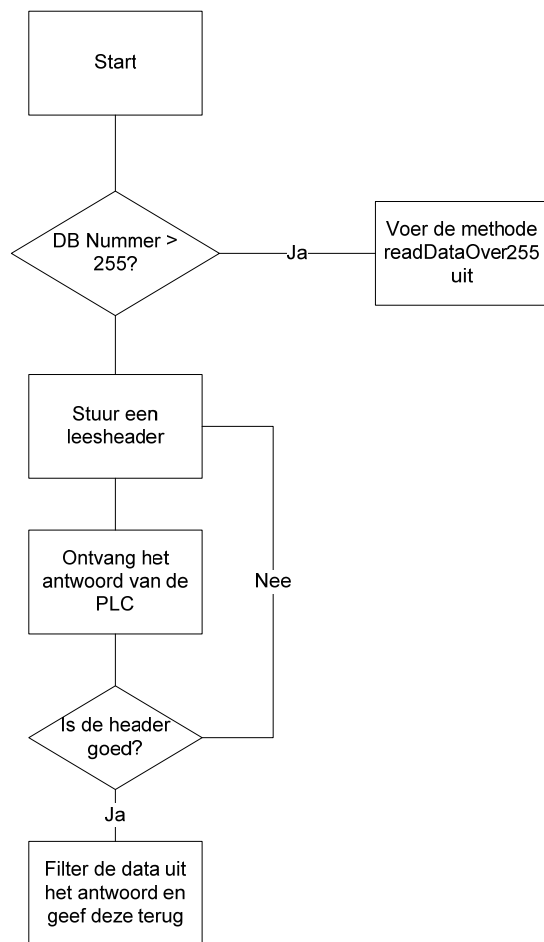 Start
DB Nummer >
255?
Ja
Voer de methode
readDataOver255
uit
Stuur een
leesheader
Ontvang het
antwoord van de
PLC
Nee
Is de header
goed?
Ja
Filter de data uit
het antwoord en
geef deze terug